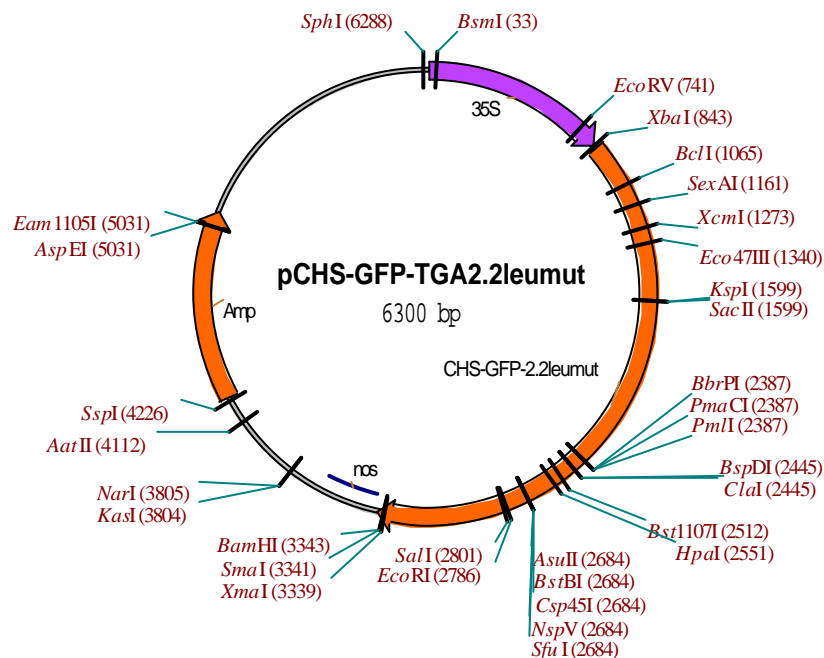 SphI (6288)
BsmI (33)
EcoRV (741)
35S
XbaI (843)
BclI (1065)
SexAI (1161)
XcmI (1273)
Eco47III (1340)
KspI (1599)
SacII (1599)
Eam1105I (5031)
AspEI (5031)
pCHS-GFP-TGA2.2leumut
6300 bp
Amp
CHS-GFP-2.2leumut
BbrPI (2387)
PmaCI (2387)
PmlI (2387)
BspDI (2445)
ClaI (2445)
Bst1107I (2512)
HpaI (2551)
SspI (4226)
AatII (4112)
nos
NarI (3805)
KasI (3804)
BamHI (3343)
SmaI (3341)
XmaI (3339)
SalI (2801)
EcoRI (2786)
AsuII (2684)
BstBI (2684)
Csp45I (2684)
NspV (2684)
SfuI (2684)